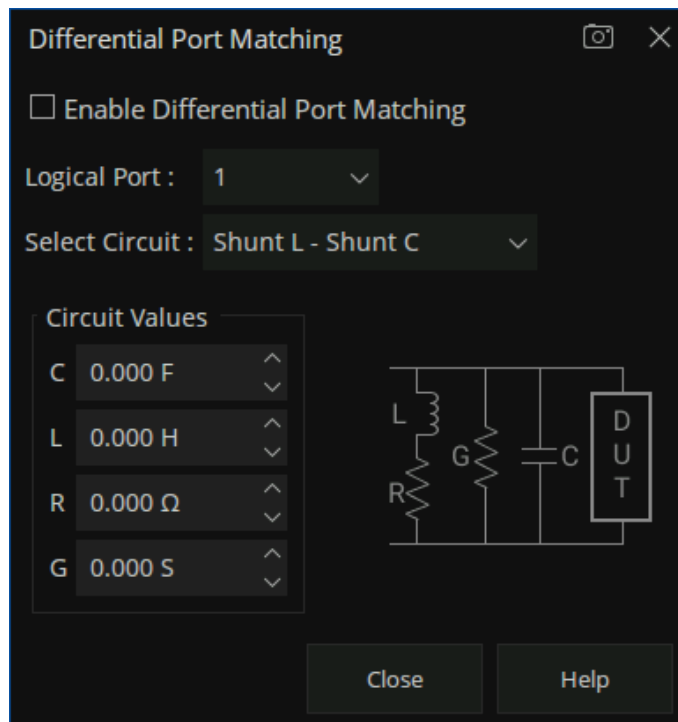 Differential Port Matching
Enable Differential Port Matching
Logical Port : 1
Select Circuit : Shunt L - Shunt C
Circuit Values
C 0.000 F
L 0.000 H
R 0.000 Ω
G 0.000 S
L
R
G
C
D
U
T
Close Help